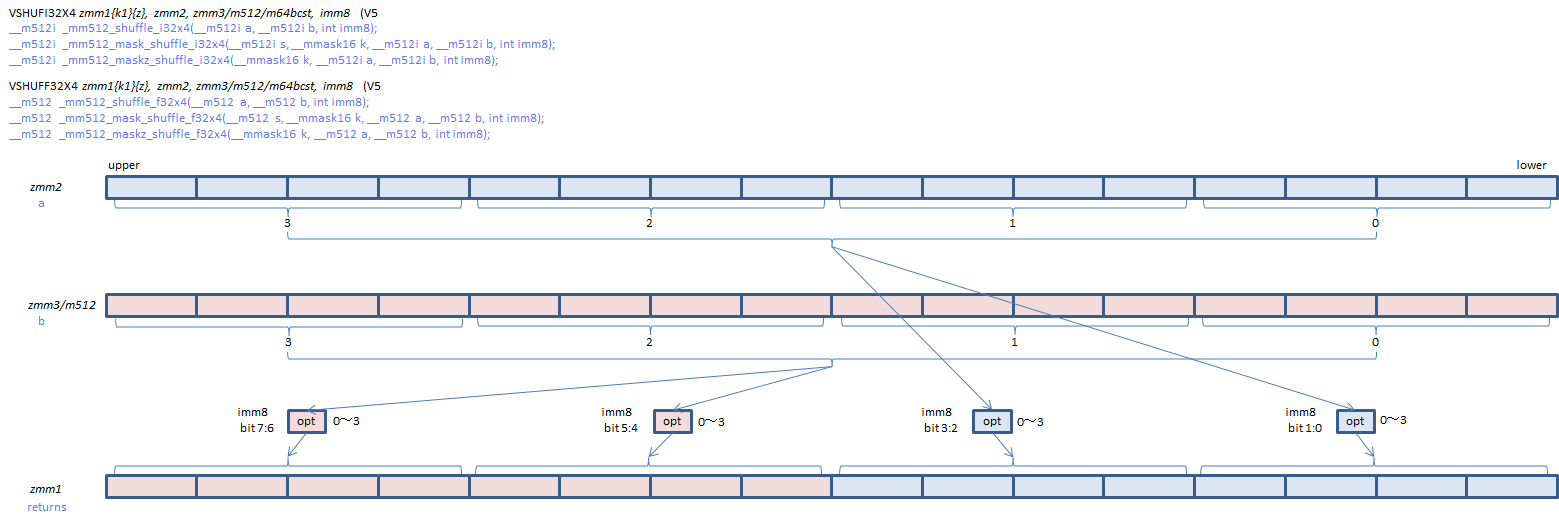 VSHUFI32X4 zmm1{k1}{z}, zmm2, zmm3/m512/m64bcst, imm8 (V5
__m512i _mm512_shuffle_i32x4(__m512i a, __m512i b, int imm8);
__m512i _mm512_mask_shuffle_i32x4(__m512i s, __mmask16 k, __m512i a, __m512i b, int imm8);
__m512i _mm512_maskz_shuffle_i32x4(__mmask16 k, __m512i a, __m512i b, int imm8);
VSHUFF32X4 zmm1{k1}{z}, zmm2, zmm3/m512/m64bcst, imm8 (V5
__m512 _mm512_shuffle_f32x4(__m512 a, __m512 b, int imm8);
__m512 _mm512_mask_shuffle_f32x4(__m512 s, __mmask16 k, __m512 a, __m512 b, int imm8);
__m512 _mm512_maskz_shuffle_f32x4(__mmask16 k, __m512 a, __m512 b, int imm8);
upper lower
zmm2
a
3 2 1 0
zmm3/m512
b
3 2 1 0
imm8 imm8 imm8 imm8
opt 0～3 opt 0～3 opt 0～3 opt 0～3
bit 7:6 bit 5:4 bit 3:2 bit 1:0
zmm1
returns